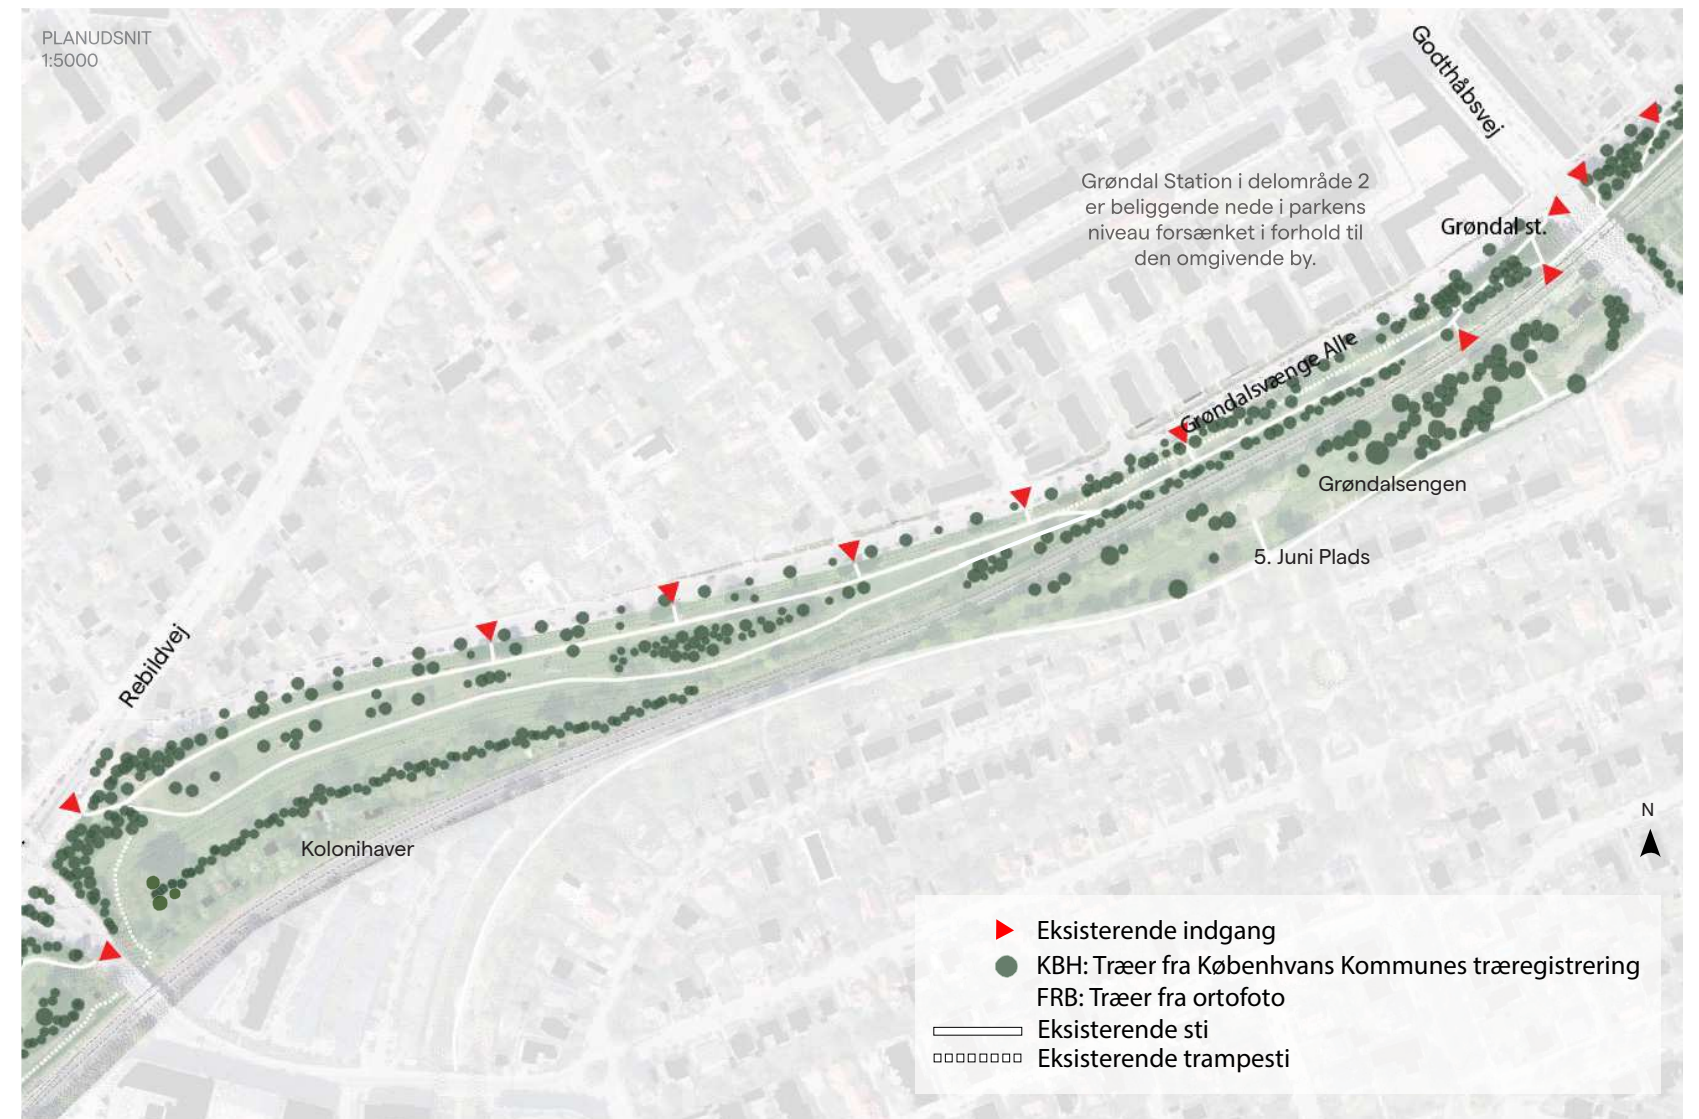 PLANUDSNIT
1:5000
Godthåbsvej
Grøndal Station i delområde 2
er beliggende nede i parkens
niveau forsænket i forhold til
den omgivende by.
Grøndal st.
Grøndalsvænge Alle
Grøndalsengen
5. Juni Plads
Rebildvej
Kolonihaver
N
Eksisterende indgang
KBH: Træer fra Københvans Kommunes træregistrering
FRB: Træer fra ortofoto
Eksisterende sti
Eksisterende trampesti